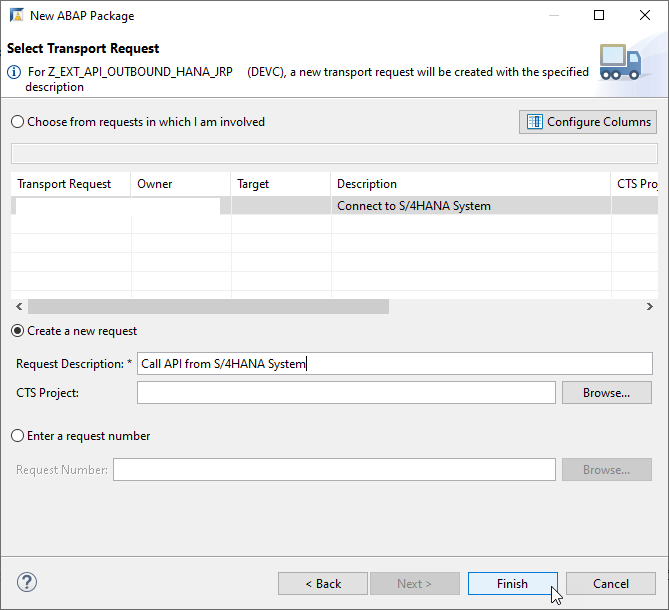 New ABAP Package
Select Transport Request
For Z_EXT_API_OUTBOUND_HANA_JRP (DEVC), a new transport request will be created with the specified
description
Choose from requests in which I am involved
Configure Columns
Transport Request Owner Target Description CTS Proj
Connect to S/4HANA System
Create a new request
Request Description: * Call API from S/4HANA System
CTS Project: Browse...
Enter a request number
Request Number: Browse...
? < Back Next > Finish Cancel